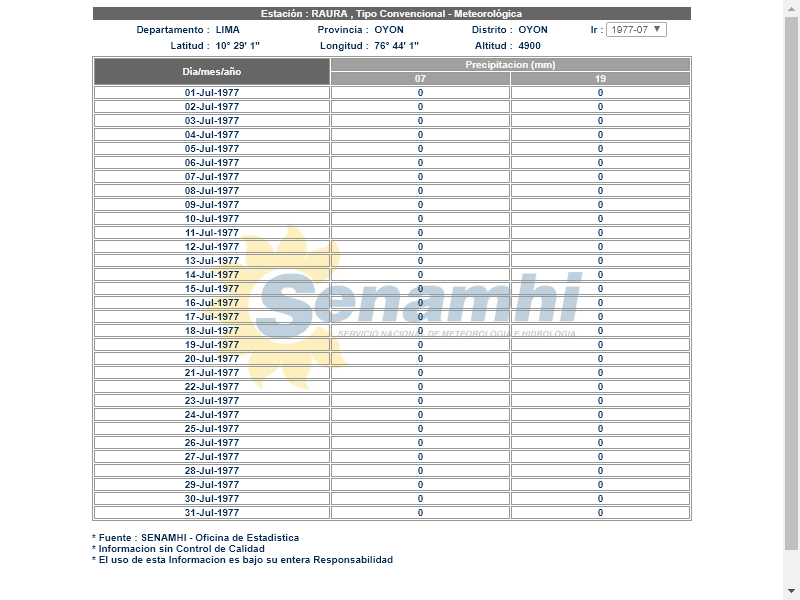 Estación : RAURA , Tipo Convencional - Meteorológica
Departamento : LIMA Provincia : OYON Distrito : OYON Ir : 1977-07
Latitud : 10° 29' 1" Longitud : 76° 44' 1" Altitud : 4900
Dia/mes/año Precipitacion (mm)
07 19
01-Jul-1977 0 0
02-Jul-1977 0 0
03-Jul-1977 0 0
04-Jul-1977 0 0
05-Jul-1977 0 0
06-Jul-1977 0 0
07-Jul-1977 0 0
08-Jul-1977 0 0
09-Jul-1977 0 0
10-Jul-1977 0 0
11-Jul-1977 0 0
12-Jul-1977 0 0
13-Jul-1977 0 0
14-Jul-1977 0 0
15-Jul-1977 0 0
16-Jul-1977 0 0
17-Jul-1977 0 0
18-Jul-1977 0 0
19-Jul-1977 0 0
20-Jul-1977 0 0
21-Jul-1977 0 0
22-Jul-1977 0 0
23-Jul-1977 0 0
24-Jul-1977 0 0
25-Jul-1977 0 0
26-Jul-1977 0 0
27-Jul-1977 0 0
28-Jul-1977 0 0
29-Jul-1977 0 0
30-Jul-1977 0 0
31-Jul-1977 0 0
Senamhi
SERVICIO NACIONAL DE METEOROLOGIA E HIDROLOGIA
* Fuente : SENAMHI - Oficina de Estadistica
* Informacion sin Control de Calidad
* El uso de esta Informacion es bajo su entera Responsabilidad